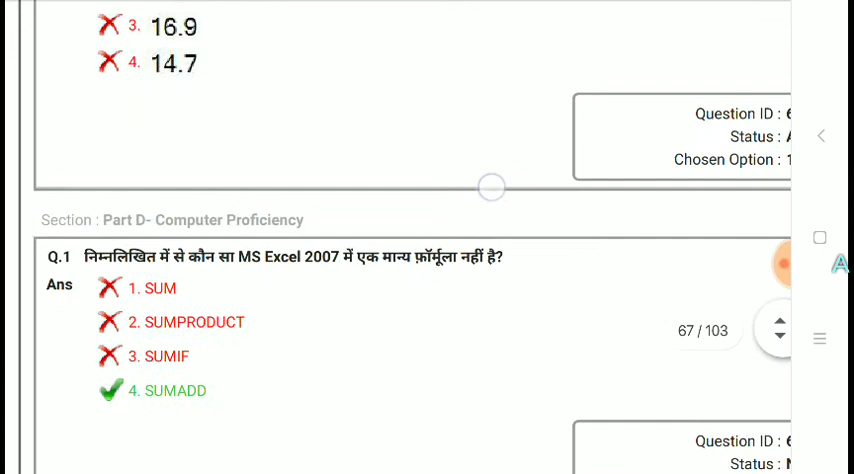 3. 16.9
4. 14.7
Question ID :
Status :
Chosen Option : 1
Section : Part D- Computer Proficiency
Q.1 निम्नलिखित में से कौन सा MS Excel 2007 में एक मान्य फ़ॉर्मूला नहीं है?
Ans 1. SUM
2. SUMPRODUCT
3. SUMIF
67 / 103
4. SUMADD
Question ID :
Status :
A